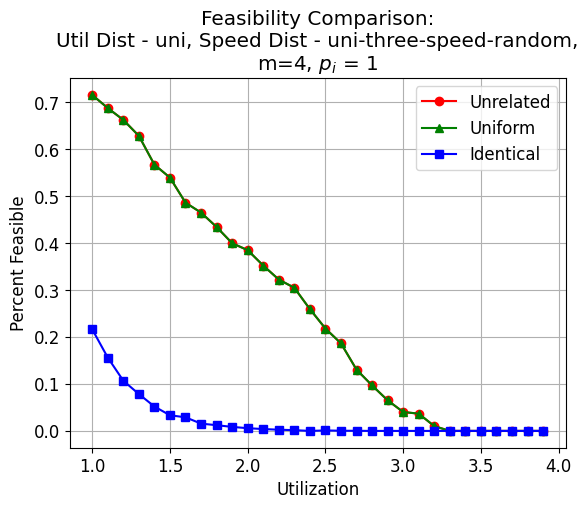 Feasibility Comparison:
Util Dist - uni, Speed Dist - uni-three-speed-random,
m=4, $p_i$ = 1
Unrelated
Uniform
Identical
Percent Feasible
0.7
0.6
0.5
0.4
0.3
0.2
0.1
0.0
1.0 1.5 2.0 2.5 3.0 3.5 4.0
Utilization